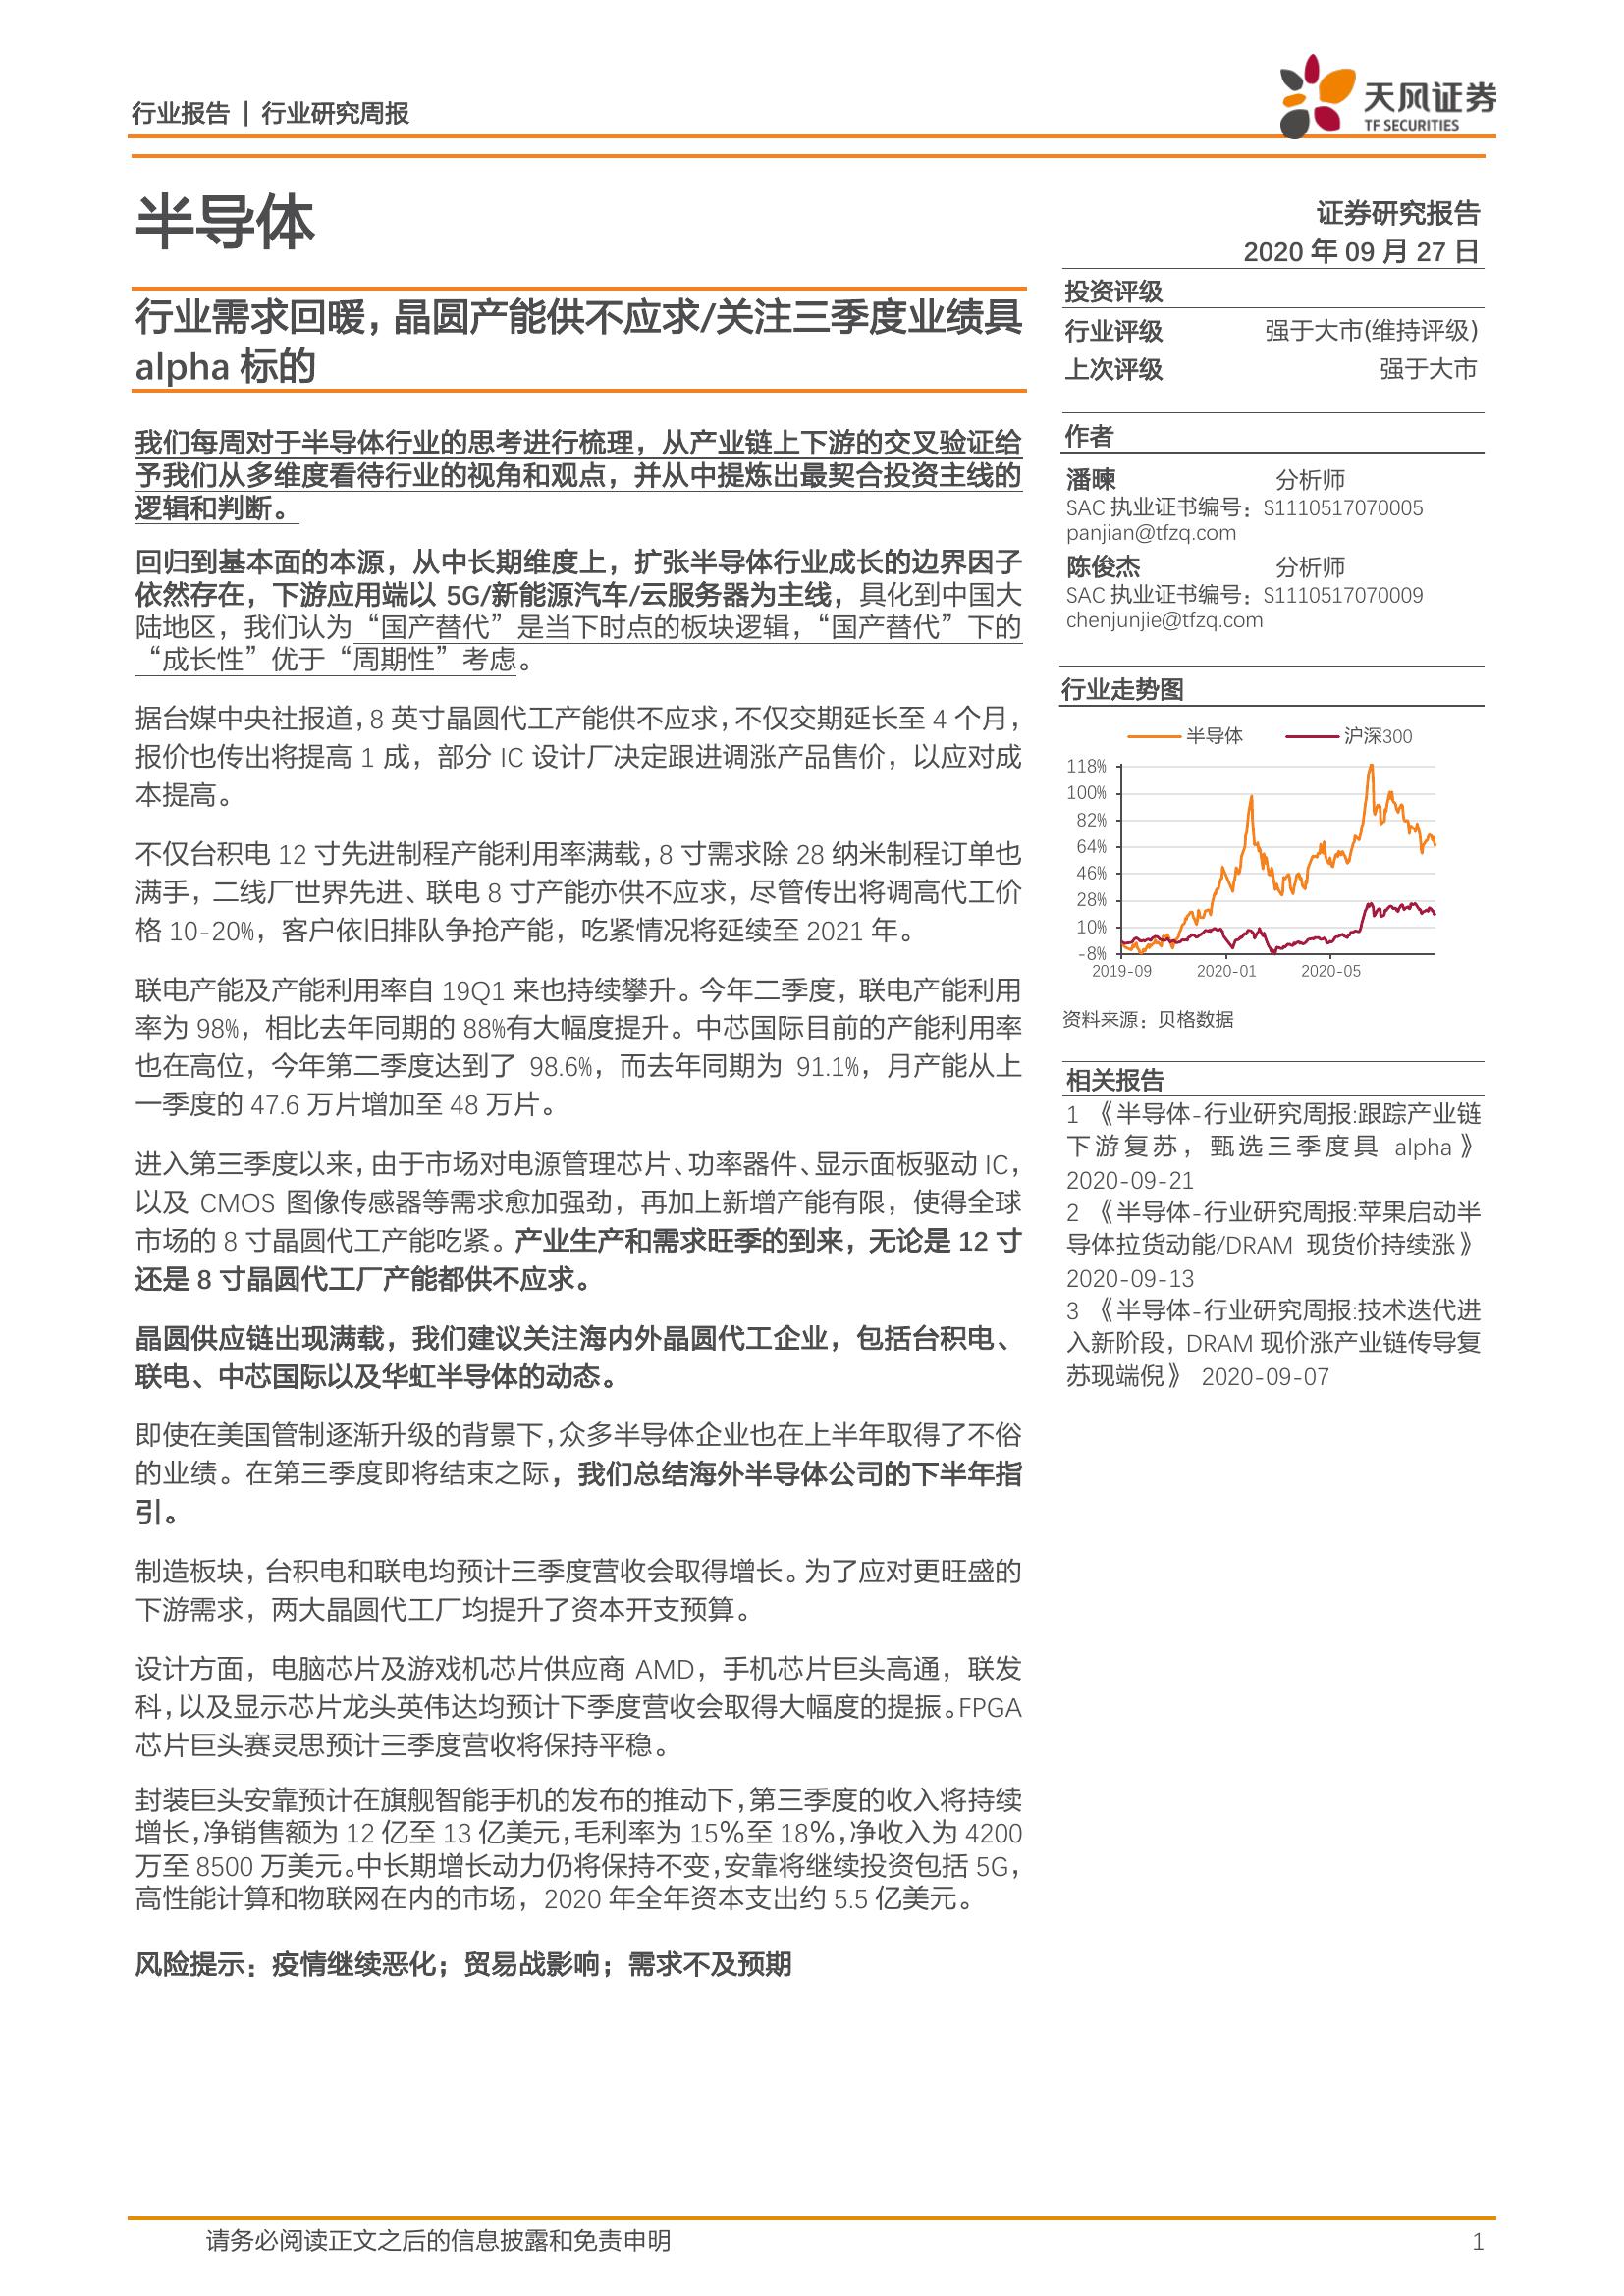 行业报告 | 行业研究周报
天风证券
TF SECURITIES
半导体
证券研究报告
2020 年 09 月 27 日
行业需求回暖，晶圆产能供不应求/关注三季度业绩具
alpha 标的
我们每周对于半导体行业的思考进行梳理，从产业链上下游的交叉验证给
予我们从多维度看待行业的视角和观点，并从中提炼出最契合投资主线的
逻辑和判断。
回归到基本面的本源，从中长期维度上，扩张半导体行业成长的边界因子
依然存在，下游应用端以 5G/新能源汽车/云服务器为主线，具化到中国大
陆地区，我们认为“国产替代”是当下时点的板块逻辑，“国产替代”下的
“成长性”优于“周期性”考虑。
据台媒中央社报道，8 英寸晶圆代工产能供不应求，不仅交期延长至 4 个月，
报价也传出将提高 1 成，部分 IC 设计厂决定跟进调涨产品售价，以应对成
本提高。
不仅台积电 12 寸先进制程产能利用率满载，8 寸需求除 28 纳米制程订单也
满手，二线厂世界先进、联电 8 寸产能亦供不应求，尽管传出将调高代工价
格 10-20%，客户依旧排队争抢产能，吃紧情况将延续至 2021 年。
联电产能及产能利用率自 19Q1 来也持续攀升。今年二季度，联电产能利用
率为 98%，相比去年同期的 88%有大幅度提升。中芯国际目前的产能利用率
也在高位，今年第二季度达到了 98.6%，而去年同期为 91.1%，月产能从上
一季度的 47.6 万片增加至 48 万片。
进入第三季度以来，由于市场对电源管理芯片、功率器件、显示面板驱动 IC，
以及 CMOS 图像传感器等需求愈加强劲，再加上新增产能有限，使得全球
市场的 8 寸晶圆代工产能吃紧。产业生产和需求旺季的到来，无论是 12 寸
还是 8 寸晶圆代工厂产能都供不应求。
晶圆供应链出现满载，我们建议关注海内外晶圆代工企业，包括台积电、
联电、中芯国际以及华虹半导体的动态。
即使在美国管制逐渐升级的背景下，众多半导体企业也在上半年取得了不俗
的业绩。在第三季度即将结束之际，我们总结海外半导体公司的下半年指
引。
制造板块，台积电和联电均预计三季度营收会取得增长。为了应对更旺盛的
下游需求，两大晶圆代工厂均提升了资本开支预算。
设计方面，电脑芯片及游戏机芯片供应商 AMD，手机芯片巨头高通，联发
科，以及显示芯片龙头英伟达均预计下季度营收会取得大幅度的提振。FPGA
芯片巨头赛灵思预计三季度营收将保持平稳。
封装巨头安靠预计在旗舰智能手机的发布的推动下，第三季度的收入将持续
增长，净销售额为 12 亿至 13 亿美元，毛利率为 15%至 18%，净收入为 4200
万至 8500 万美元。中长期增长动力仍将保持不变，安靠将继续投资包括 5G，
高性能计算和物联网在内的市场，2020 年全年资本支出约 5.5 亿美元。
风险提示：疫情继续恶化；贸易战影响；需求不及预期
投资评级
行业评级 强于大市(维持评级)
上次评级 强于大市
作者
潘暕 分析师
SAC 执业证书编号：S1110517070005
panjian@tfzq.com
陈俊杰 分析师
SAC 执业证书编号：S1110517070009
chenjunjie@tfzq.com
行业走势图
半导体 沪深300
118%
100%
82%
64%
46%
28%
10%
-8%
2019-09 2020-01 2020-05
资料来源：贝格数据
相关报告
1 《半导体-行业研究周报:跟踪产业链
下游复苏，甄选三季度具 alpha》
2020-09-21
2 《半导体-行业研究周报:苹果启动半
导体拉货动能/DRAM 现货价持续涨》
2020-09-13
3 《半导体-行业研究周报:技术迭代进
入新阶段，DRAM 现价涨产业链传导复
苏现端倪》 2020-09-07
请务必阅读正文之后的信息披露和免责申明 1